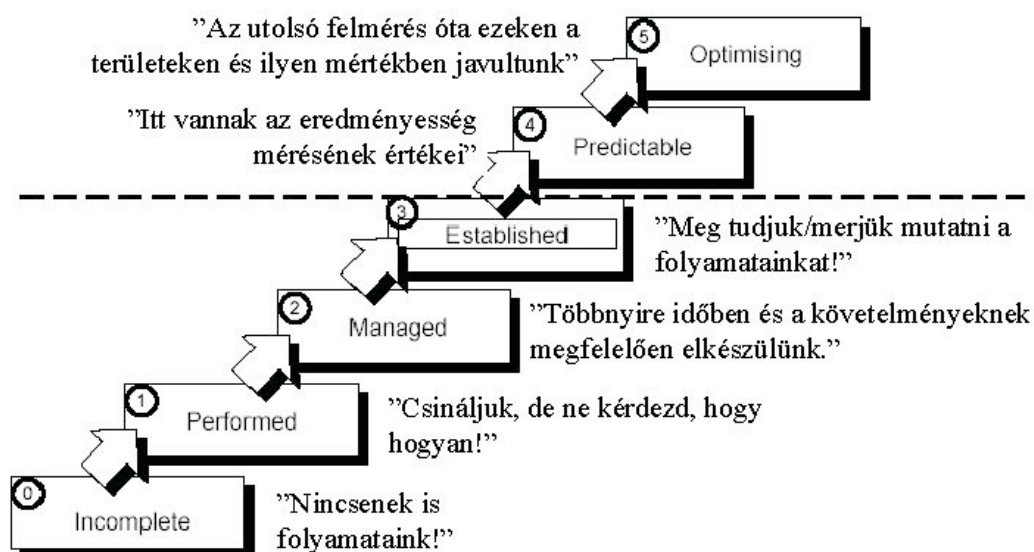 ”Az utolsó felmérés óta ezeken a
területeken és ilyen mértékben javultunk”
5
Optimising
”Itt vannak az eredményesség
mérésének értékei”
4
Predictable
3
Established
”Meg tudjuk/merjük mutatni a
folyamatainkat!”
2
Managed
”Többnyire időben és a követelményeknek
megfelelően elkészülünk.”
1
Performed
”Csináljuk, de ne kérdezd, hogy
hogyan!”
0
Incomplete
”Nincsenek is
folyamataink!”